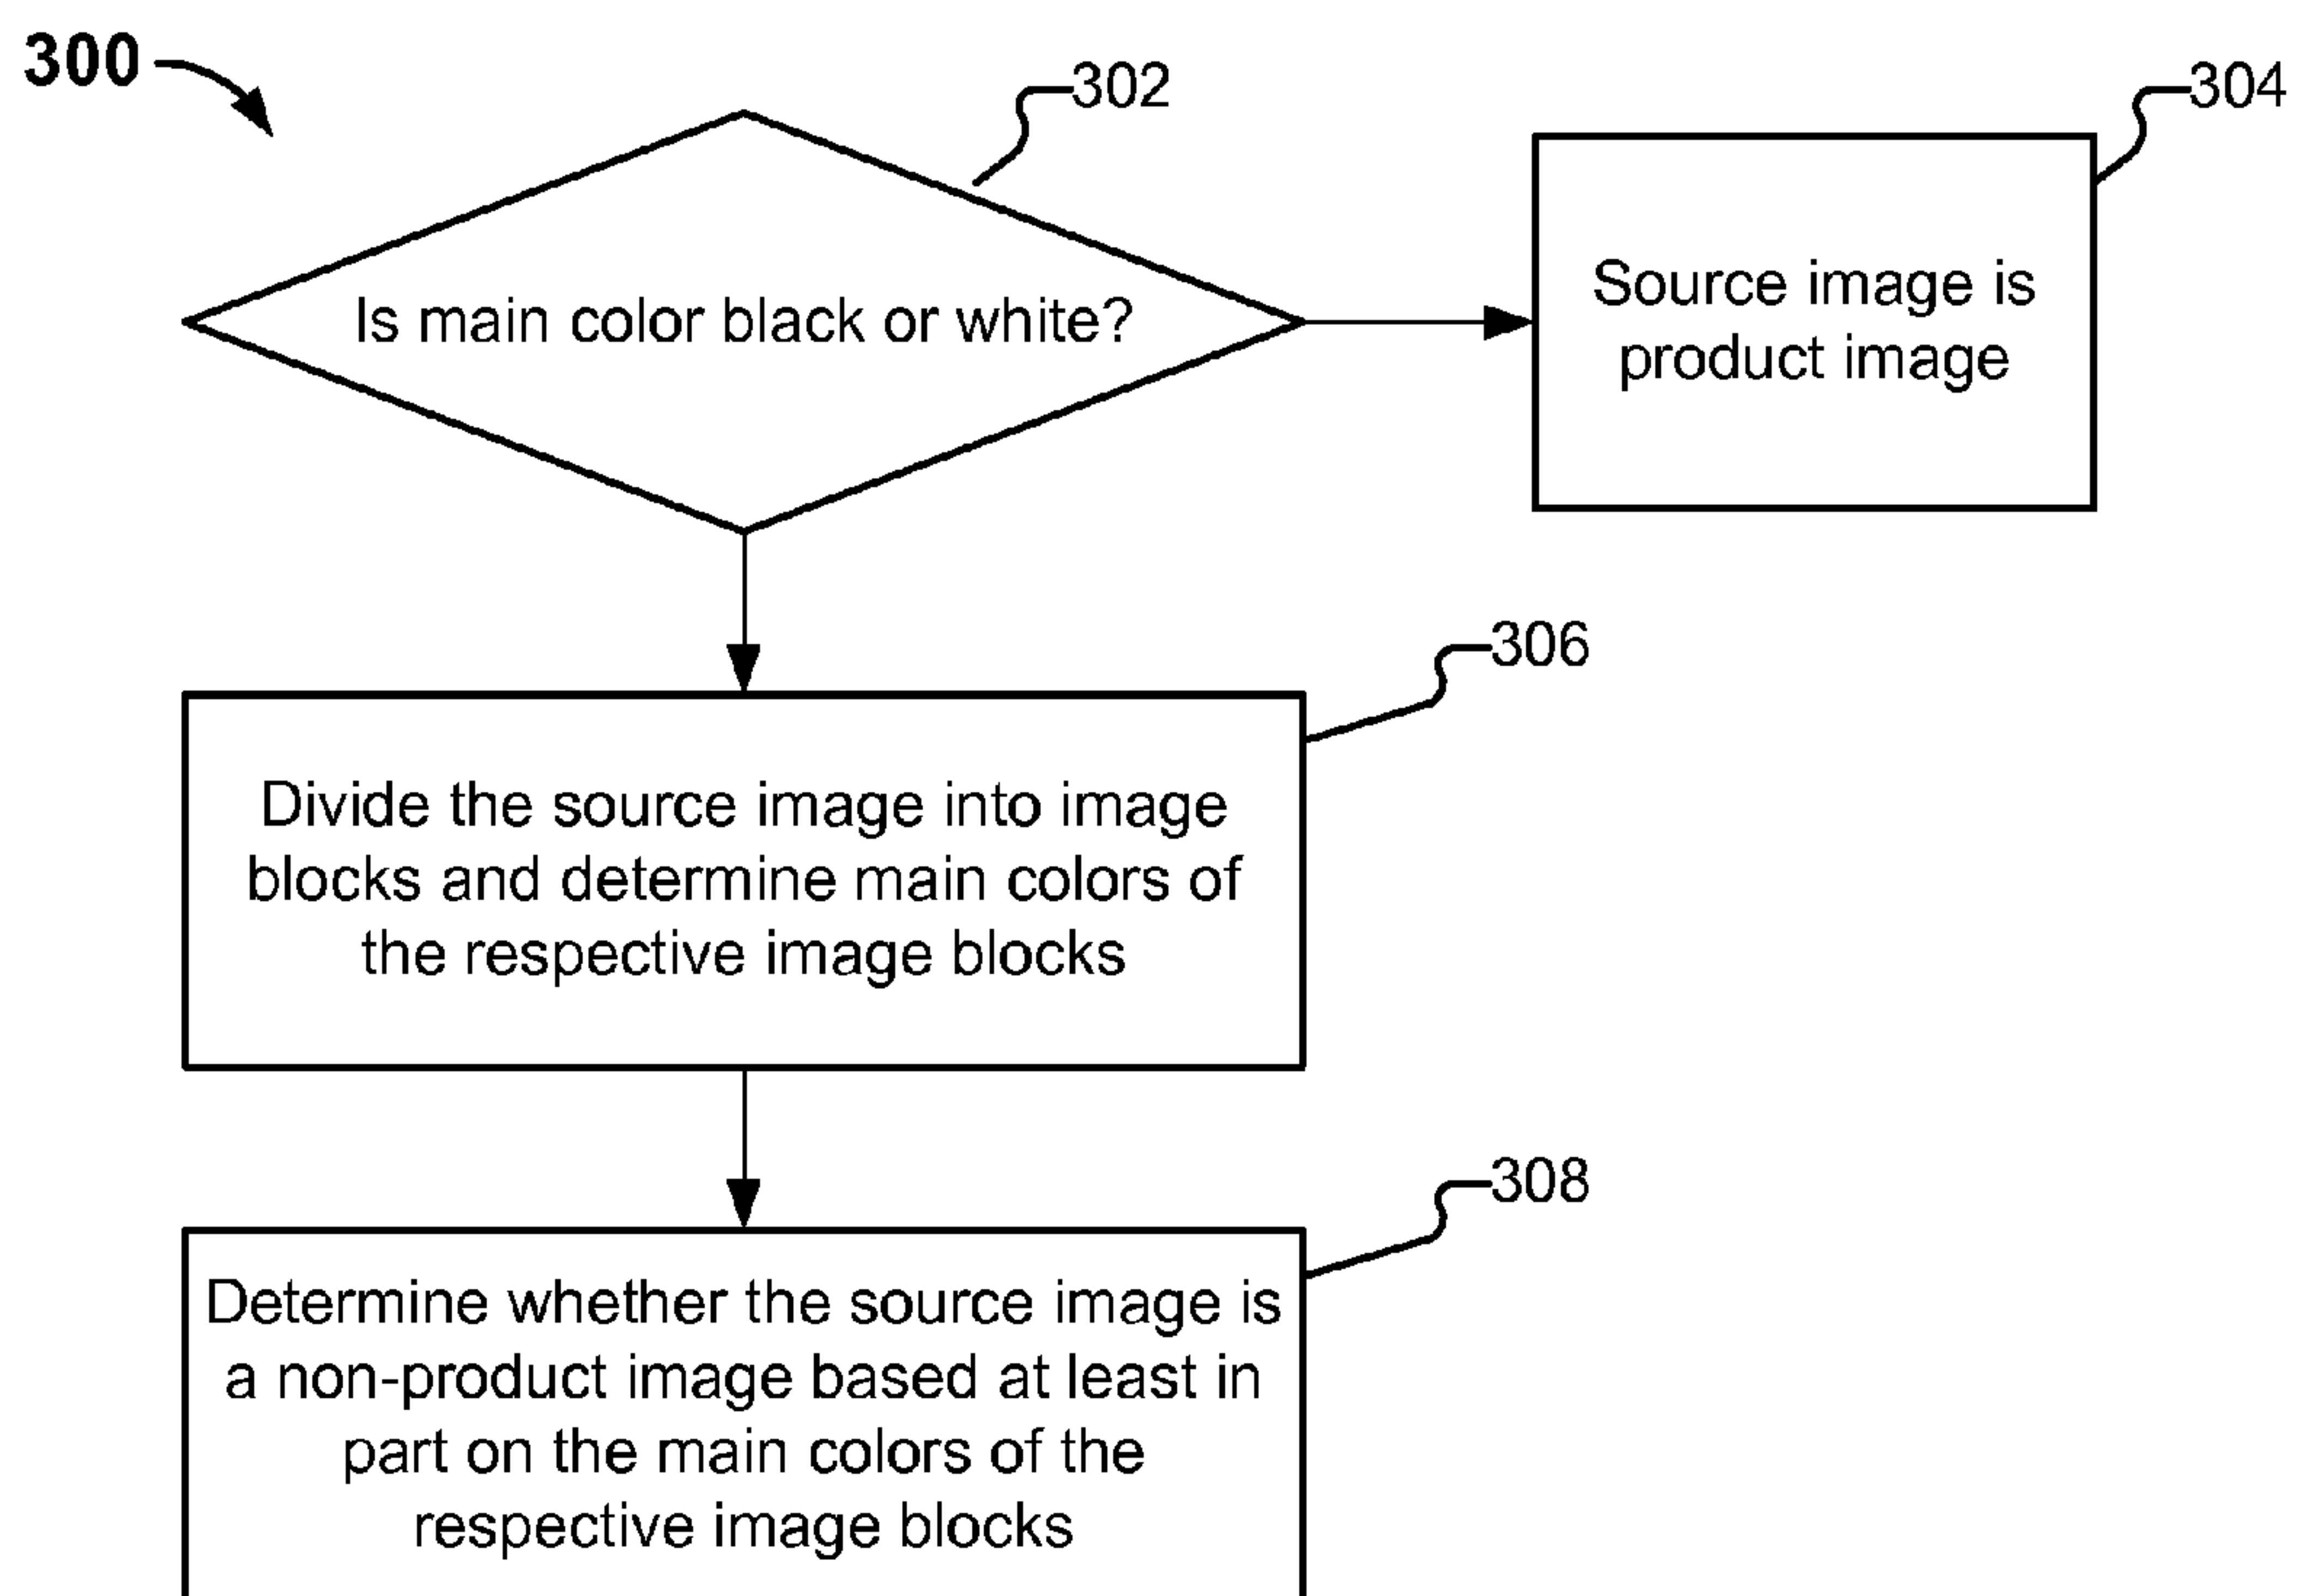 300
302
304
Is main color black or white?
Source image is
product image
306
Divide the source image into image
blocks and determine main colors of
the respective image blocks
308
Determine whether the source image is
a non-product image based at least in
part on the main colors of the
respective image blocks